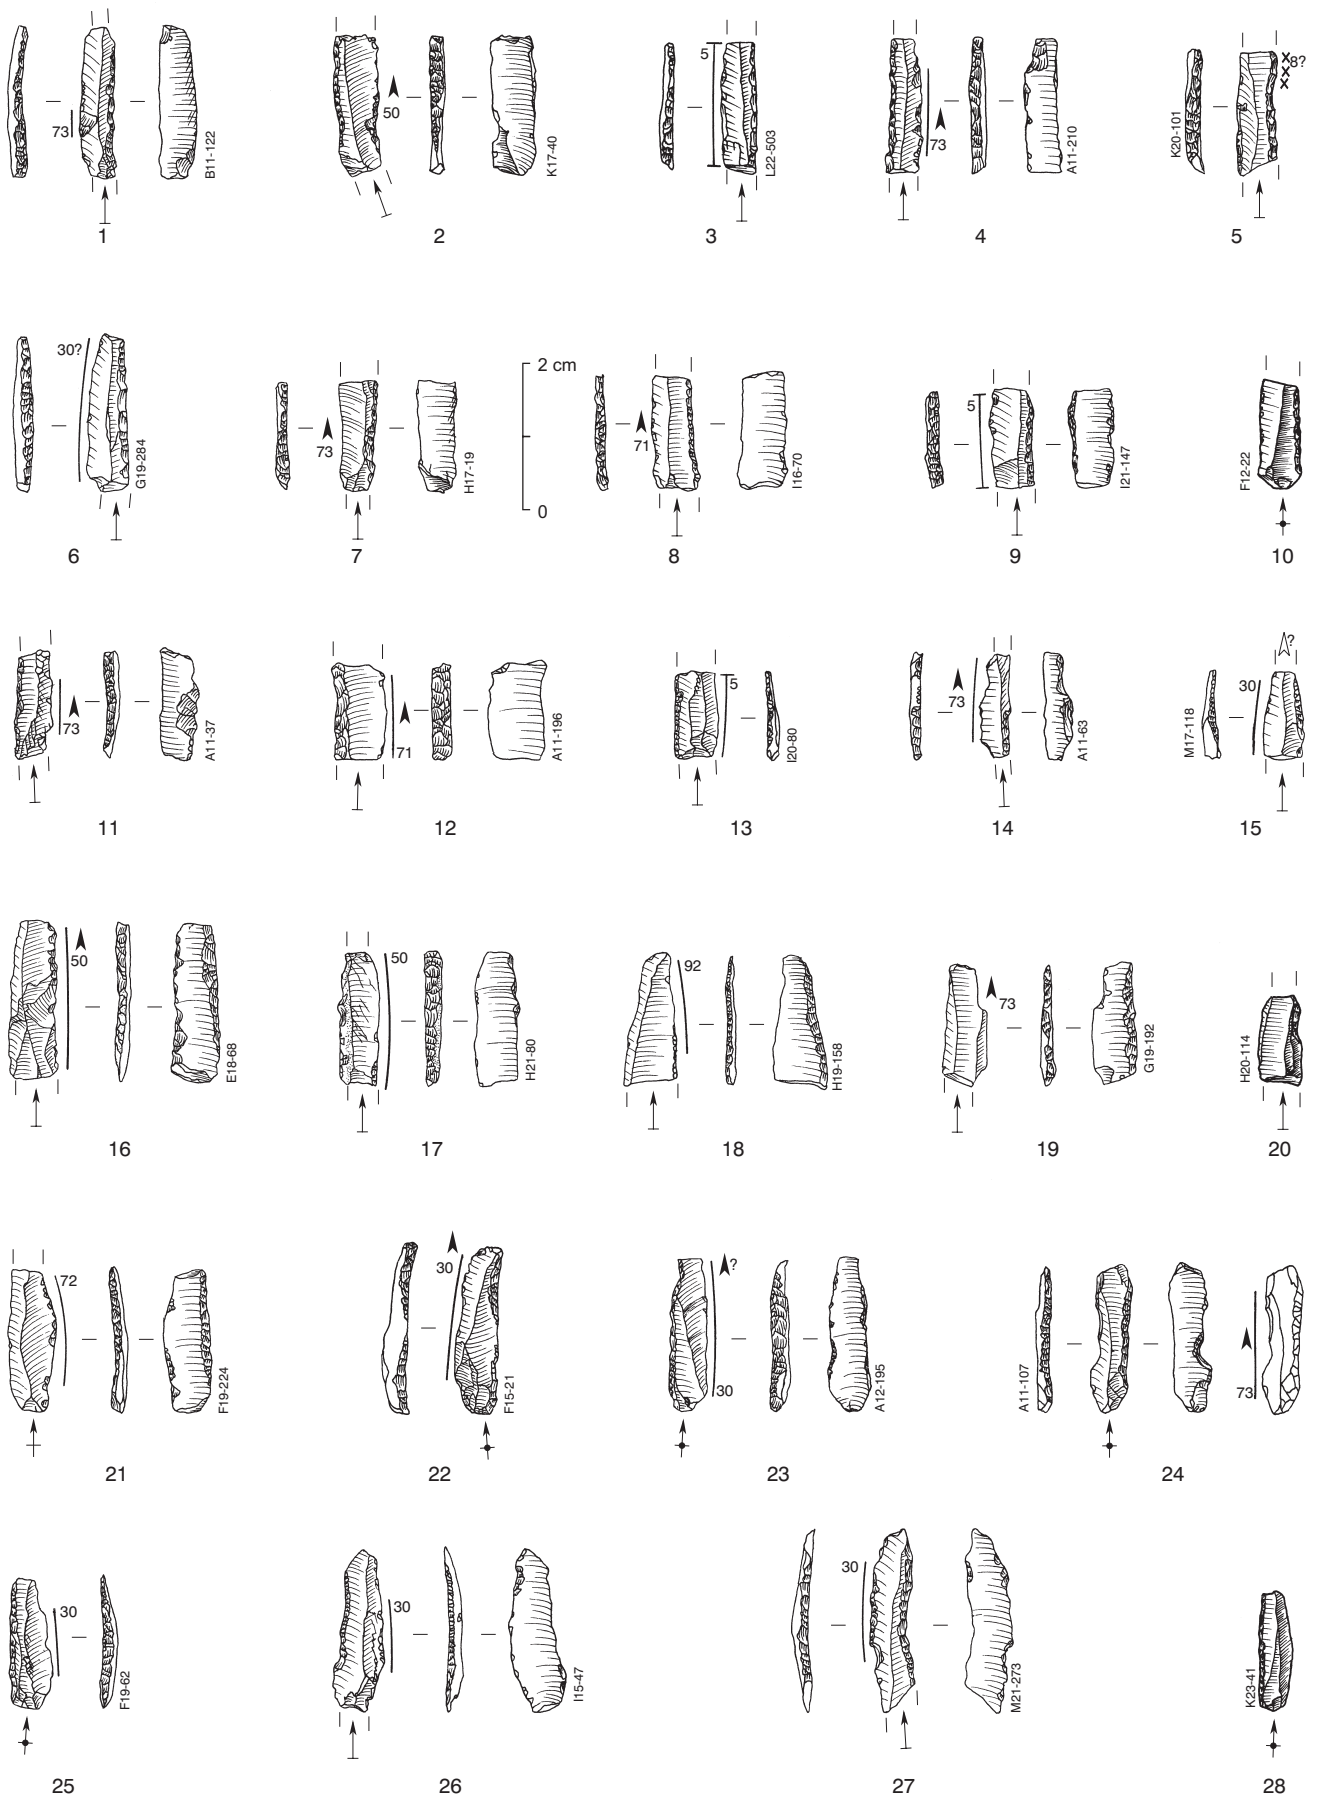 73
B11-122
1
50
K17-40
2
5
L22-503
3
73
A11-210
4
K20-101
8?
5
30?
G19-284
6
73
H17-19
7
2 cm
0
71
I16-70
8
5
I21-147
9
F12-22
10
73
A11-37
11
71
A11-196
12
5
I20-80
13
73
A11-63
14
M17-118
30
?
15
50
E18-68
16
50
H21-80
17
92
H19-158
18
73
G19-192
19
H20-114
20
72
F19-224
21
30
F15-21
22
?
30
A12-195
23
A11-107
73
24
30
F19-62
25
30
I15-47
26
30
M21-273
27
K23-41
28